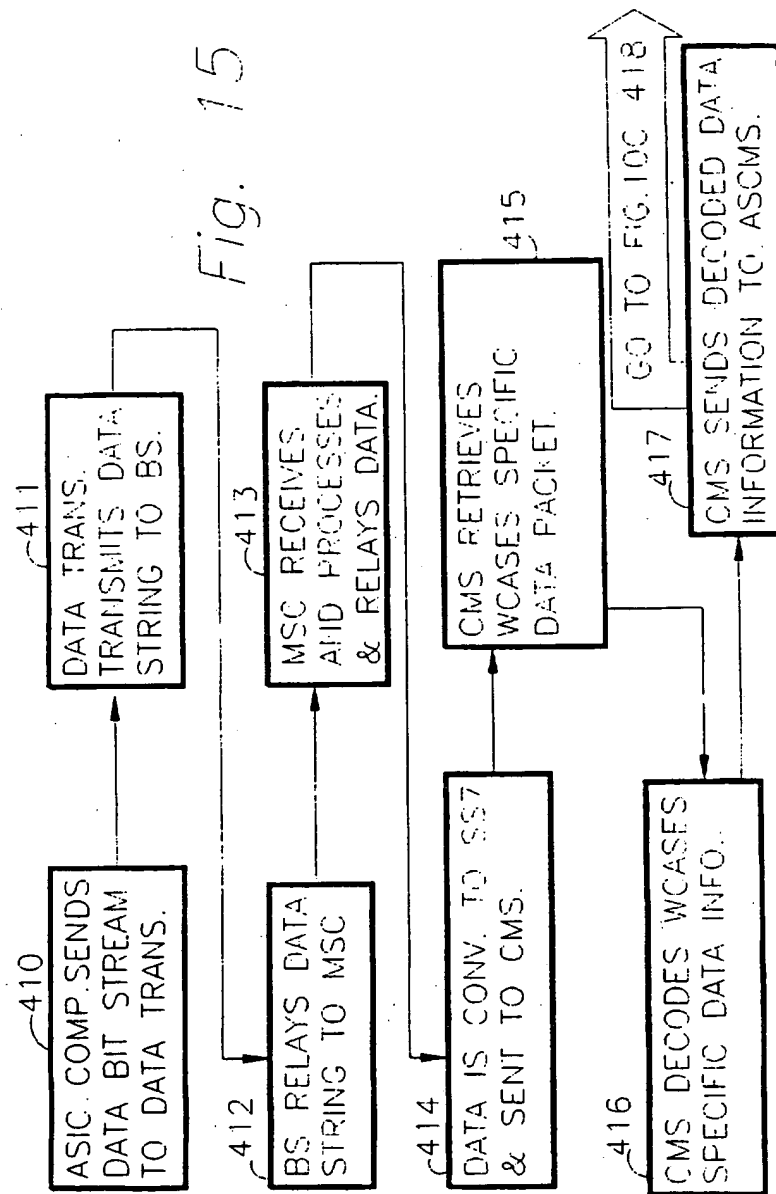 410
ASIC. COMP. SENDS
DATA BIT STREAM
TO DATA TRANS.
411
DATA TRANS.
TRANSMITS DATA
STRING TO BS.
412
BS RELAYS DATA
STRING TO MSC
413
MSC RECEIVES
AND PROCESSES
& RELAYS DATA.
414
DATA IS CONV. TO SS7
& SENT TO CMS.
415
CMS RETRIEVES
WCASES SPECIFIC
DATA PACKET.
416
CMS DECODES WCASES
SPECIFIC DATA INFO.
417
CMS SENDS DECODED DATA
INFORMATION TO ASCMS.
GO TO FIG. 10C 418
Fig. 15